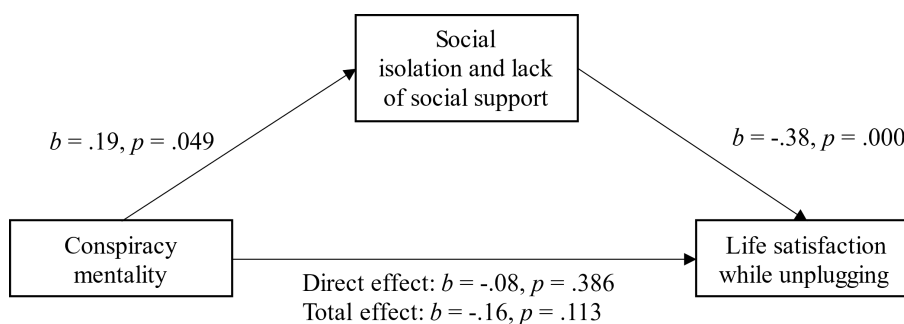 Social
isolation and lack
of social support
b = .19, p = .049
b = -.38, p = .000
Conspiracy
mentality
Life satisfaction
while unplugging
Direct effect: b = -.08, p = .386
Total effect: b = -.16, p = .113